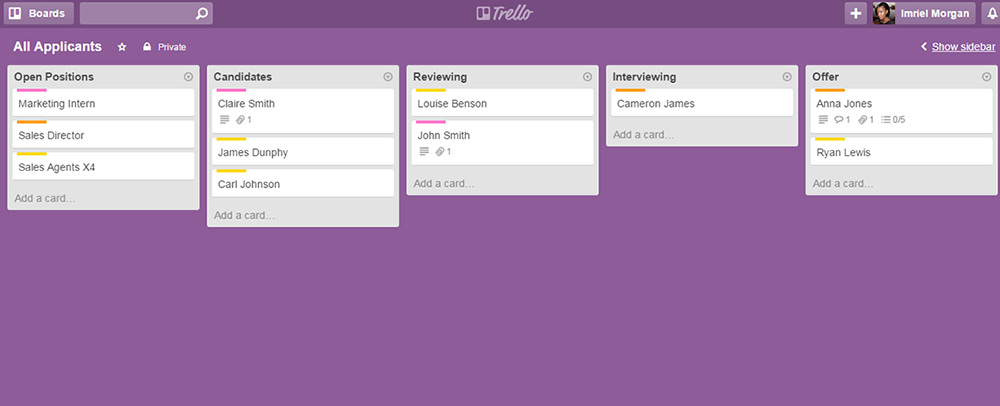 Boards
Trello
Imriel Morgan
All Applicants
Private
Show sidebar
Open Positions
Marketing Intern
Sales Director
Sales Agents X4
Add a card…
Candidates
Claire Smith
1
James Dunphy
Carl Johnson
Add a card…
Reviewing
Louise Benson
John Smith
1
Add a card…
Interviewing
Cameron James
Add a card…
Offer
Anna Jones
1 1 0/5
Ryan Lewis
Add a card…